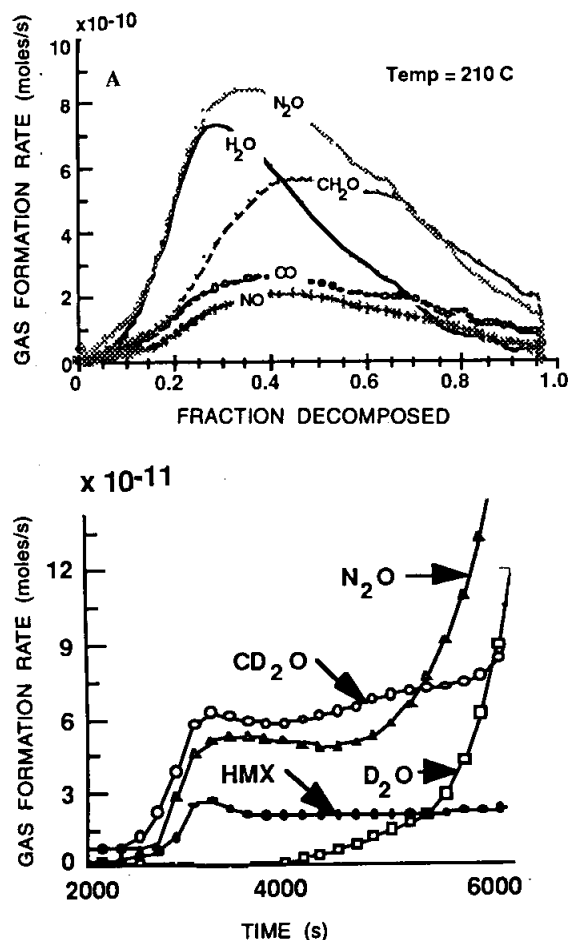 x10-10
10
8
6
4
2
0
GAS FORMATION RATE (moles/s)
A
Temp = 210 C
N2O
H2O
CH2O
CO
NO
0
0.2
0.4
0.6
0.8
1.0
FRACTION DECOMPOSED
x 10-11
GAS FORMATION RATE (moles/s)
12
9
6
3
0
N2O
CD2O
HMX
D2O
2000
4000
6000
TIME (s)